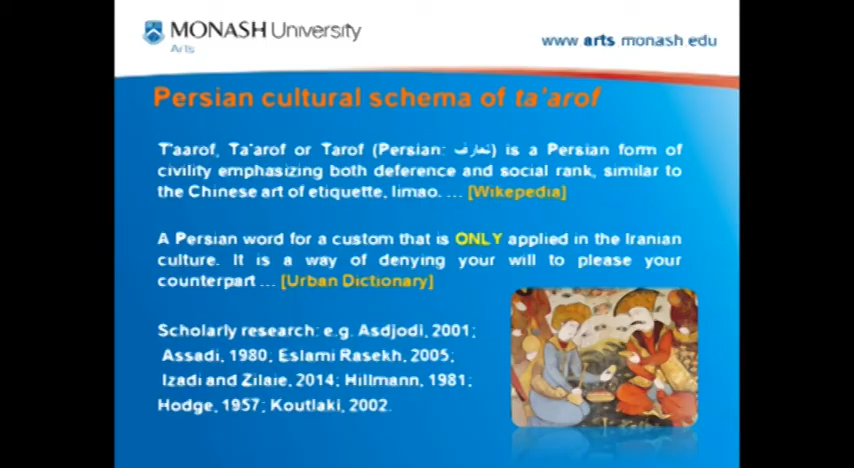 MONASH University
Arts
www arts monash edu
Persian cultural schema of ta'arof
T'aarof, Ta'arof or Tarof (Persian: تعارف) is a Persian form of
civility emphasizing both deference and social rank, similar to
the Chinese art of etiquette, limao. ... [Wikepedia]
A Persian word for a custom that is ONLY applied in the Iranian
culture. It is a way of denying your will to please your
counterpart ... [Urban Dictionary]
Scholarly research: e.g. Asdjodi, 2001;
Assadi, 1980, Eslami Rasekh, 2005;
Izadi and Zilaie, 2014; Hillmann, 1981;
Hodge, 1957; Koutlaki, 2002.